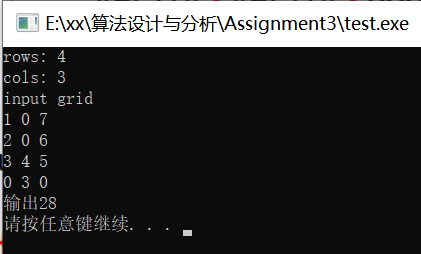 E:\xx\算法设计与分析\Assignment3\test.exe
rows: 4
cols: 3
input grid
1 0 7
2 0 6
3 4 5
0 3 0
输出28
请按任意键继续. . .